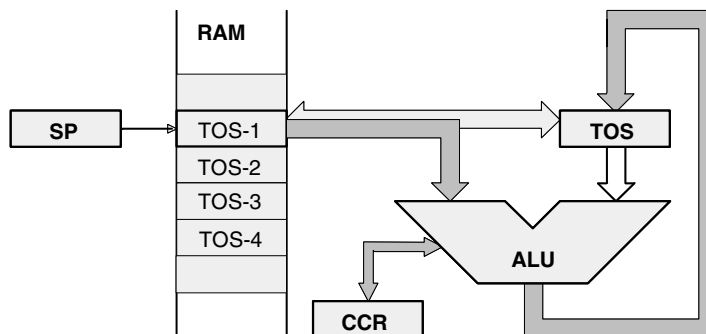 RAM
SP
TOS-1
TOS
TOS-2
TOS-3
TOS-4
ALU
CCR